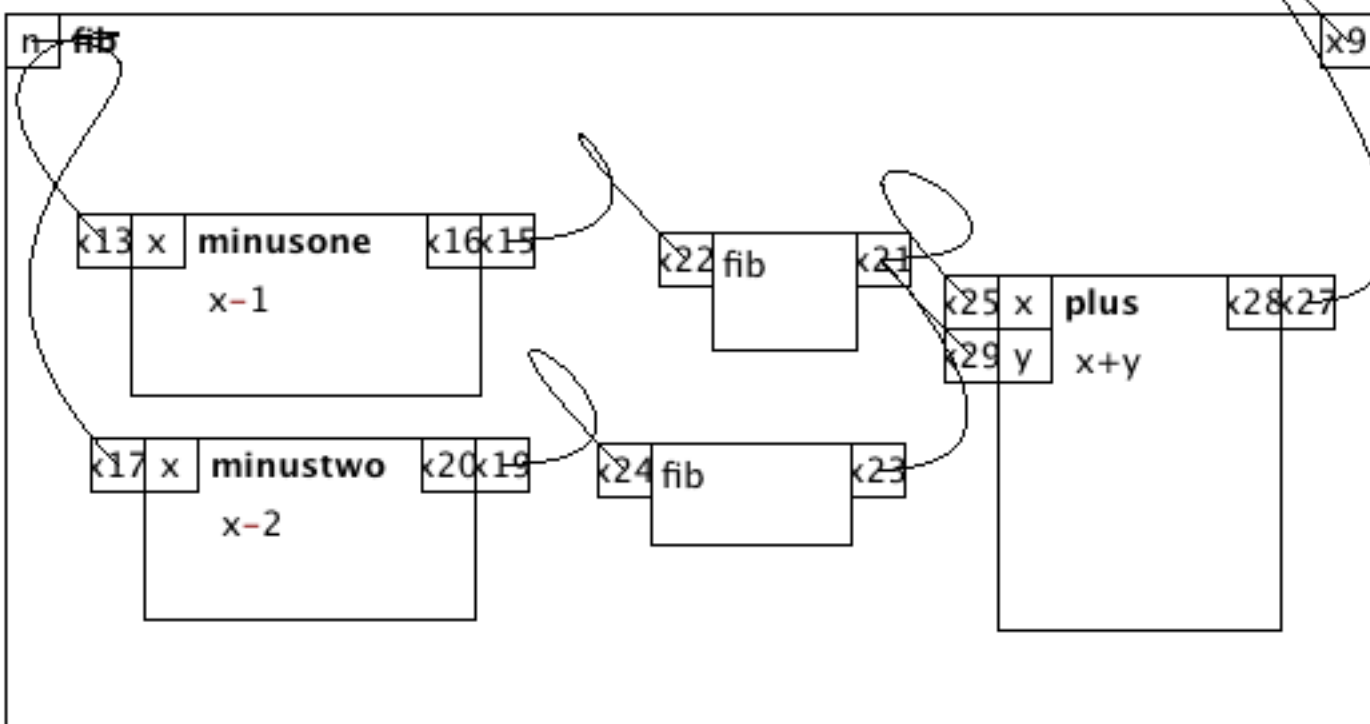 n fib x9
x13 x minusone x16 x15
x-1
x22 fib x21
x25 x plus x28 x27
x29 y x+y
x17 x minustwo x20 x19
x-2
x24 fib x23